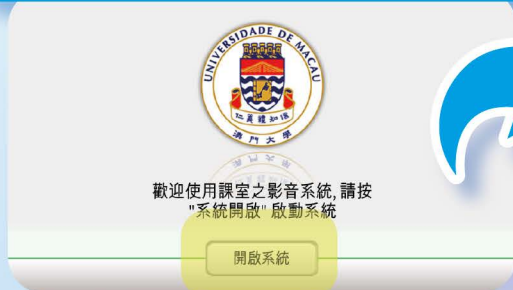 UNIVERSIDADE DE MACAU
仁義禮知信
澳門大學
歡迎使用課室之影音系統, 請按
"系統開啟" 啟動系統
開啟系統